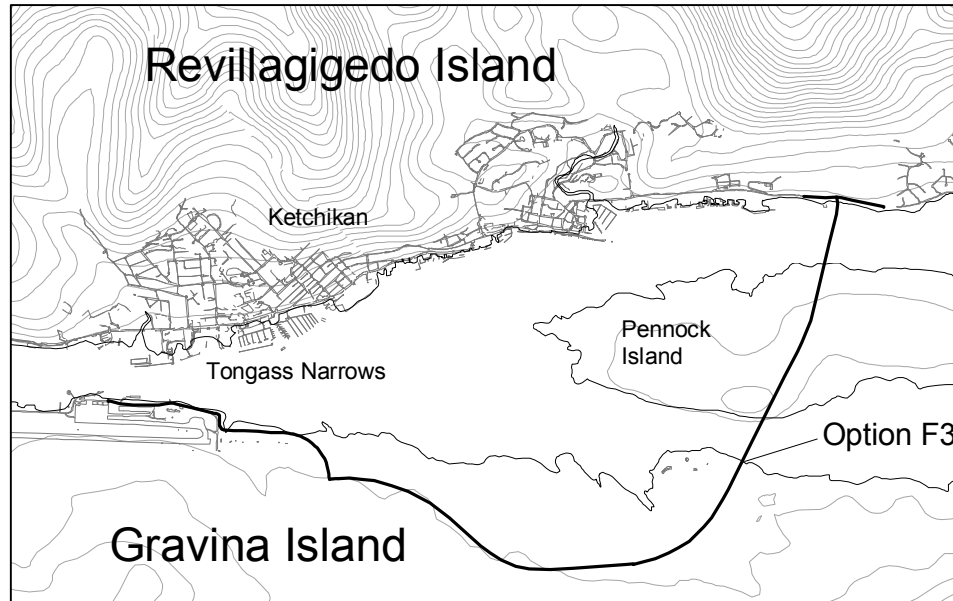 Revillagigedo Island
Ketchikan
Pennock
Island
Tongass Narrows
Option F3
Gravina Island